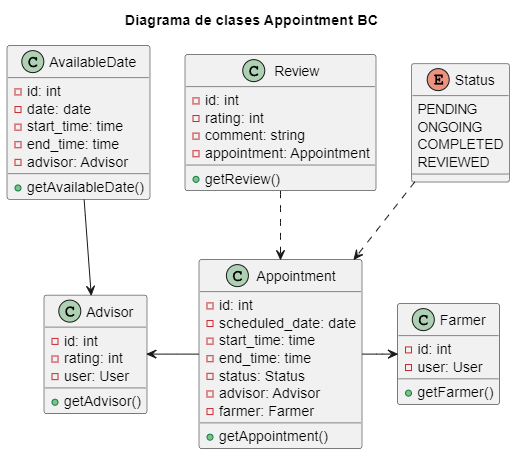 Diagrama de clases Appointment BC
C AvailableDate
id: int
date: date
start_time: time
end_time: time
advisor: Advisor
getAvailableDate()
C Review
id: int
rating: int
comment: string
appointment: Appointment
getReview()
E Status
PENDING
ONGOING
COMPLETED
REVIEWED
C Advisor
id: int
rating: int
user: User
getAdvisor()
C Appointment
id: int
scheduled_date: date
start_time: time
end_time: time
status: Status
advisor: Advisor
farmer: Farmer
getAppointment()
C Farmer
id: int
user: User
getFarmer()